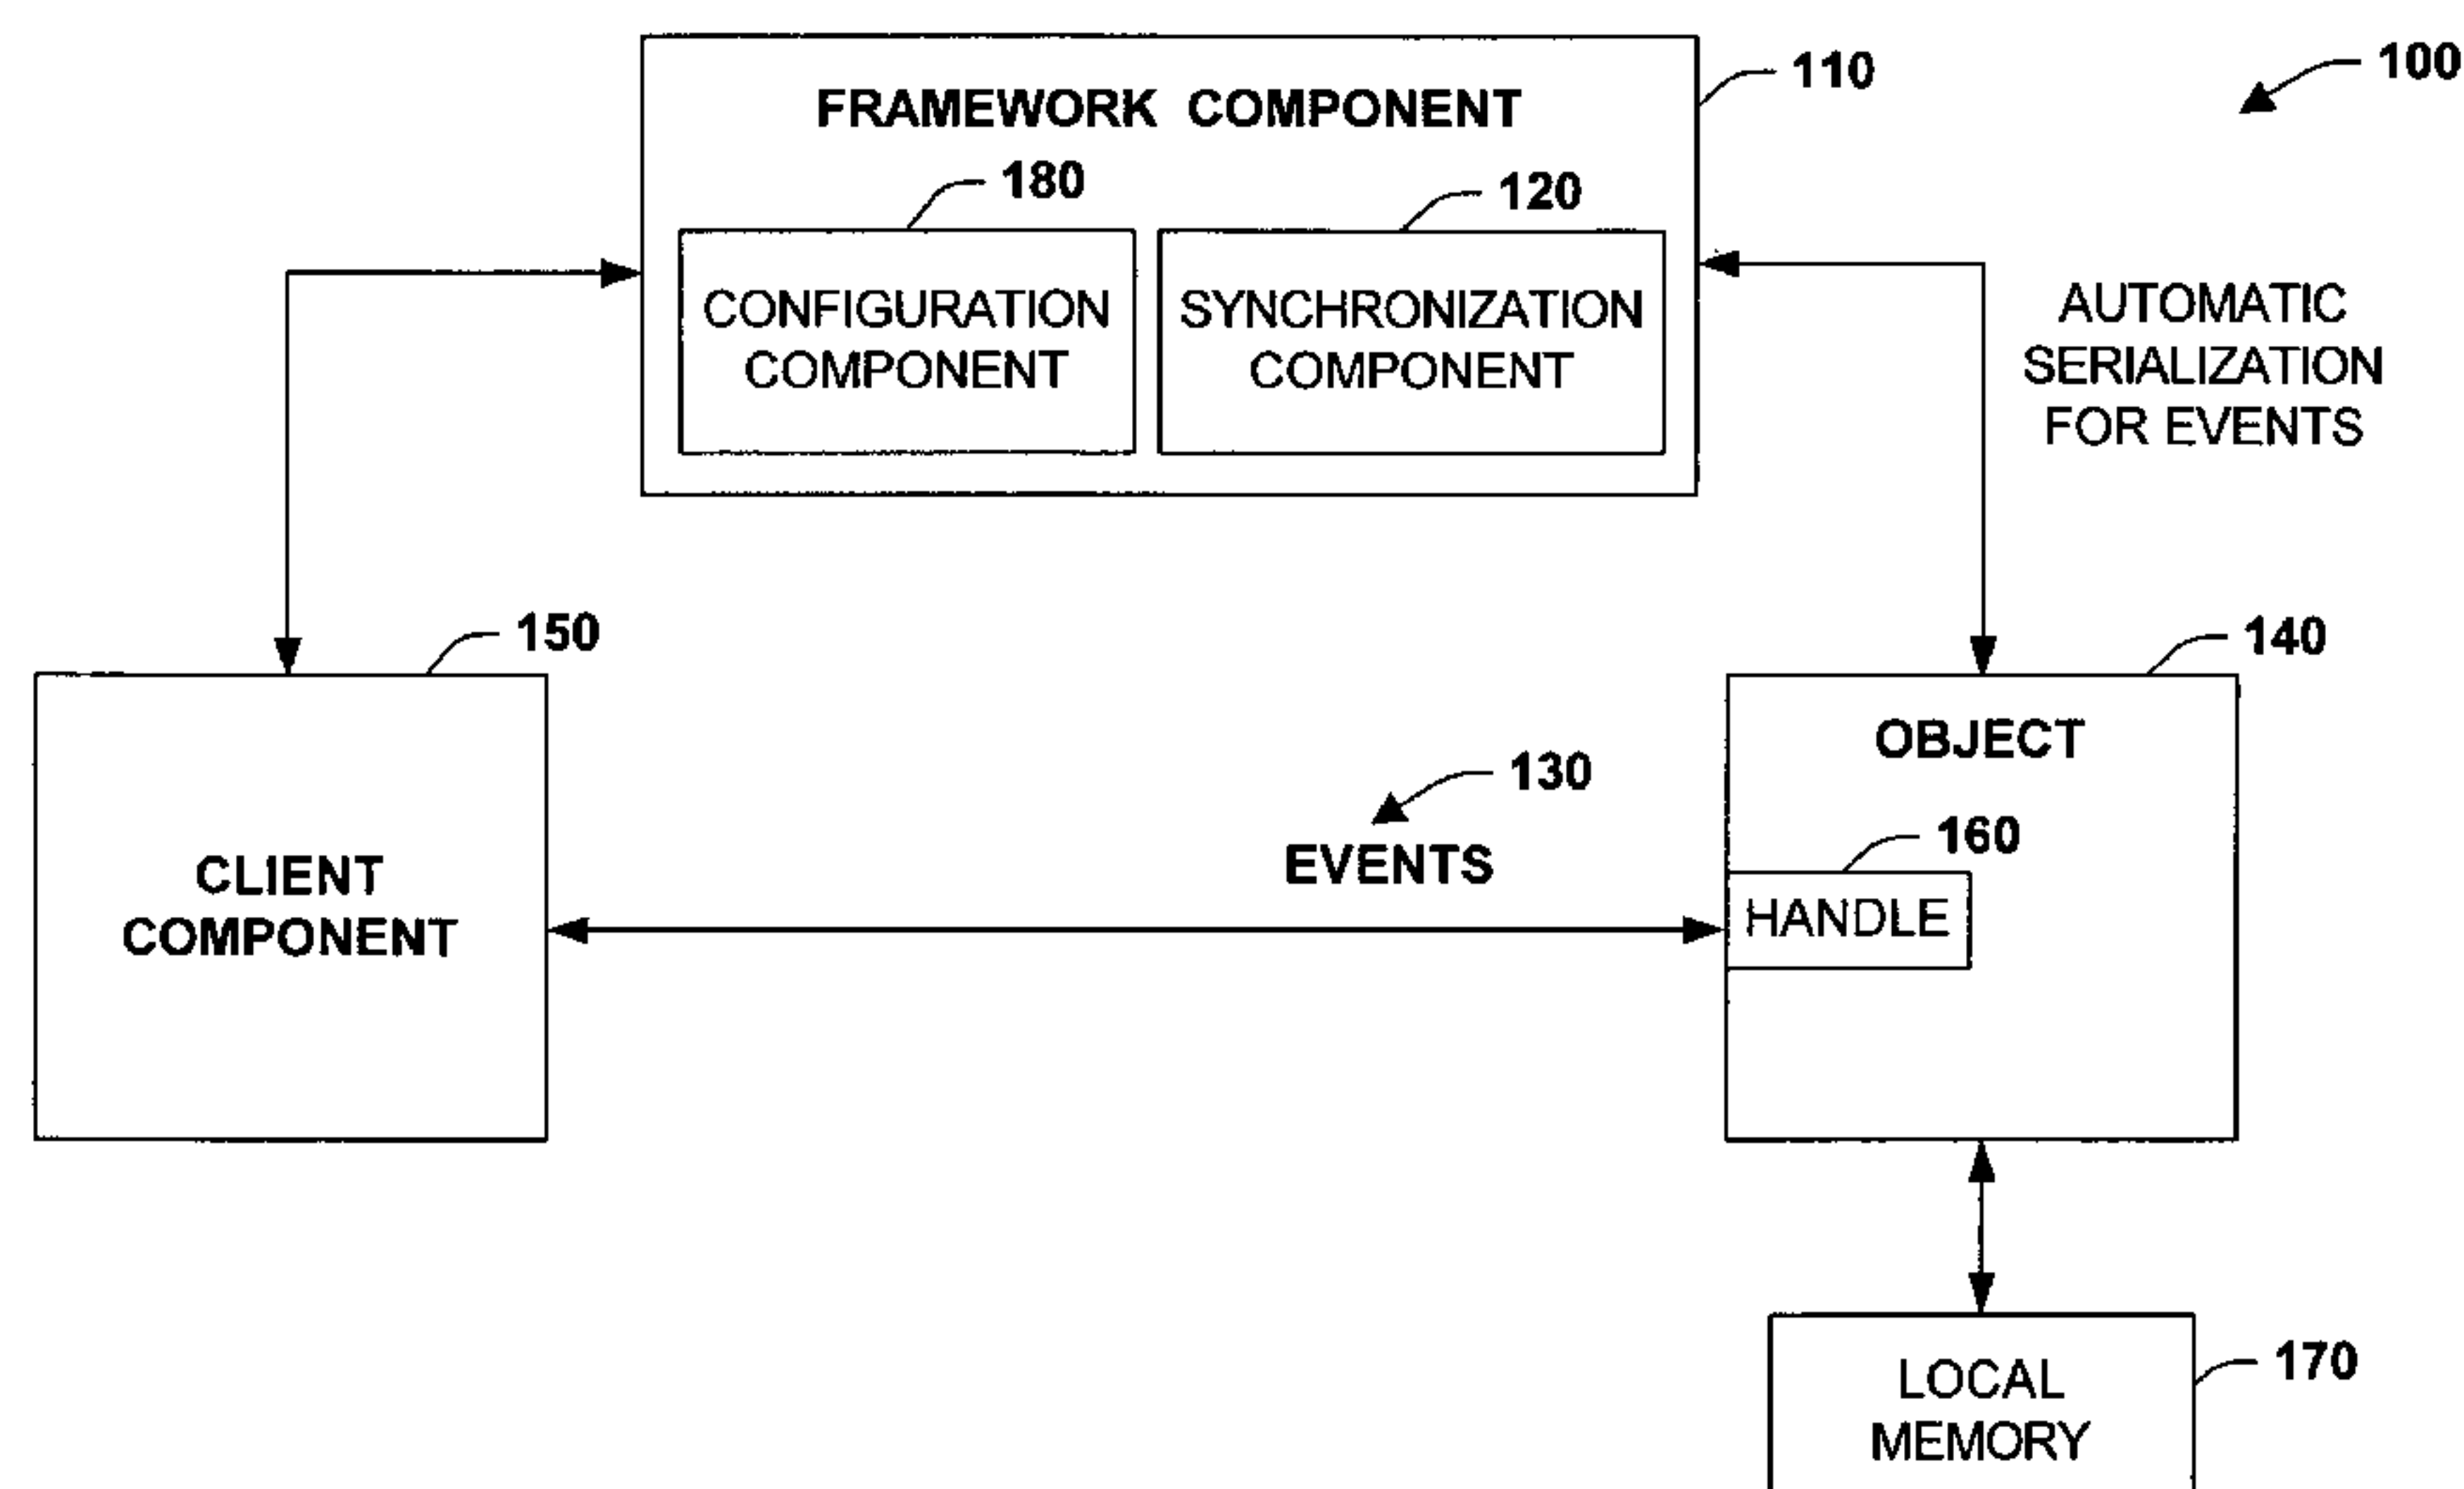 100
110
FRAMEWORK COMPONENT
180
120
CONFIGURATION
COMPONENT
SYNCHRONIZATION
COMPONENT
AUTOMATIC
SERIALIZATION
FOR EVENTS
150
140
CLIENT
COMPONENT
130
EVENTS
OBJECT
160
HANDLE
170
LOCAL
MEMORY